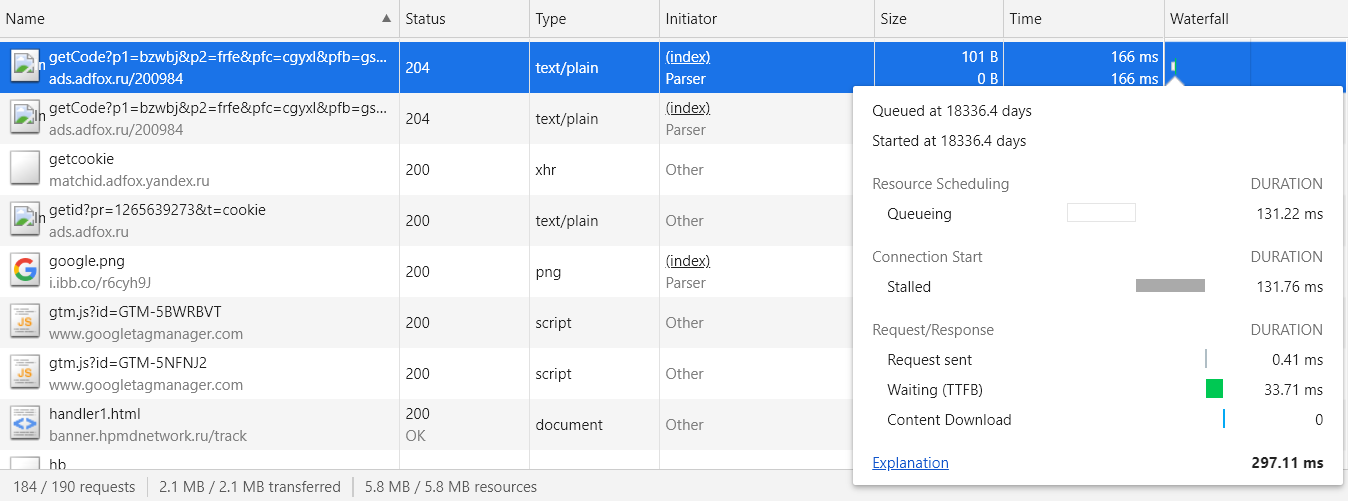 Name Status Type Initiator Size Time Waterfall
getCode?p1=bzwbj&p2=frfe&pfc=cgyxl&pfb=gs... 204 text/plain (index) 101 B 166 ms
ads.adfox.ru/200984 Parser 0 B 166 ms
getCode?p1=bzwbj&p2=frfe&pfc=cgyxl&pfb=gs... 204 text/plain (index)
ads.adfox.ru/200984 Parser
getcookie 200 xhr Other
matchid.adfox.yandex.ru
getid?pr=1265639273&t=cookie 200 text/plain Other
ads.adfox.ru
google.png 200 png (index)
i.ibb.co/r6cyh9J Parser
gtm.js?id=GTM-5BWRBVT 200 script Other
www.googletagmanager.com
gtm.js?id=GTM-5NFNJ2 200 script Other
www.googletagmanager.com
handler1.html 200 document Other
banner.hpmdnetwork.ru/track OK
hb
184 / 190 requests 2.1 MB / 2.1 MB transferred 5.8 MB / 5.8 MB resources
Queued at 18336.4 days
Started at 18336.4 days
Resource Scheduling DURATION
Queueing 131.22 ms
Connection Start DURATION
Stalled 131.76 ms
Request/Response DURATION
Request sent 0.41 ms
Waiting (TTFB) 33.71 ms
Content Download 0
Explanation 297.11 ms